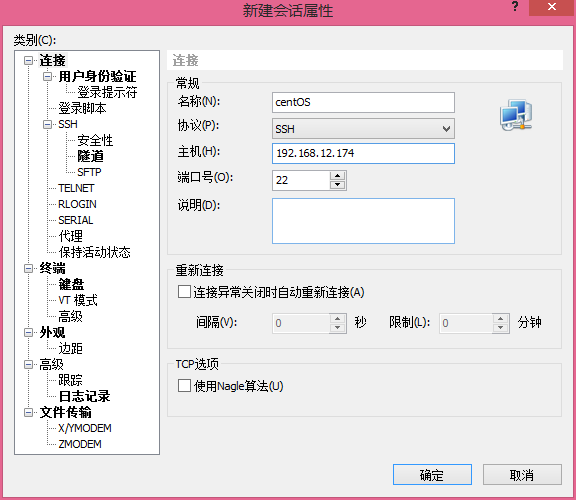 新建会话属性
?
类别(C):
连接
用户身份验证
登录提示符
登录脚本
SSH
安全性
隧道
SFTP
TELNET
RLOGIN
SERIAL
代理
保持活动状态
终端
键盘
VT 模式
高级
外观
边距
高级
跟踪
日志记录
文件传输
X/YMODEM
ZMODEM
连接
常规
名称(N): centOS
协议(P): SSH
主机(H): 192.168.12.174
端口号(O): 22
说明(D):
重新连接
连接异常关闭时自动重新连接(A)
间隔(V): 0 秒 限制(L): 0 分钟
TCP选项
使用Nagle算法(U)
确定 取消